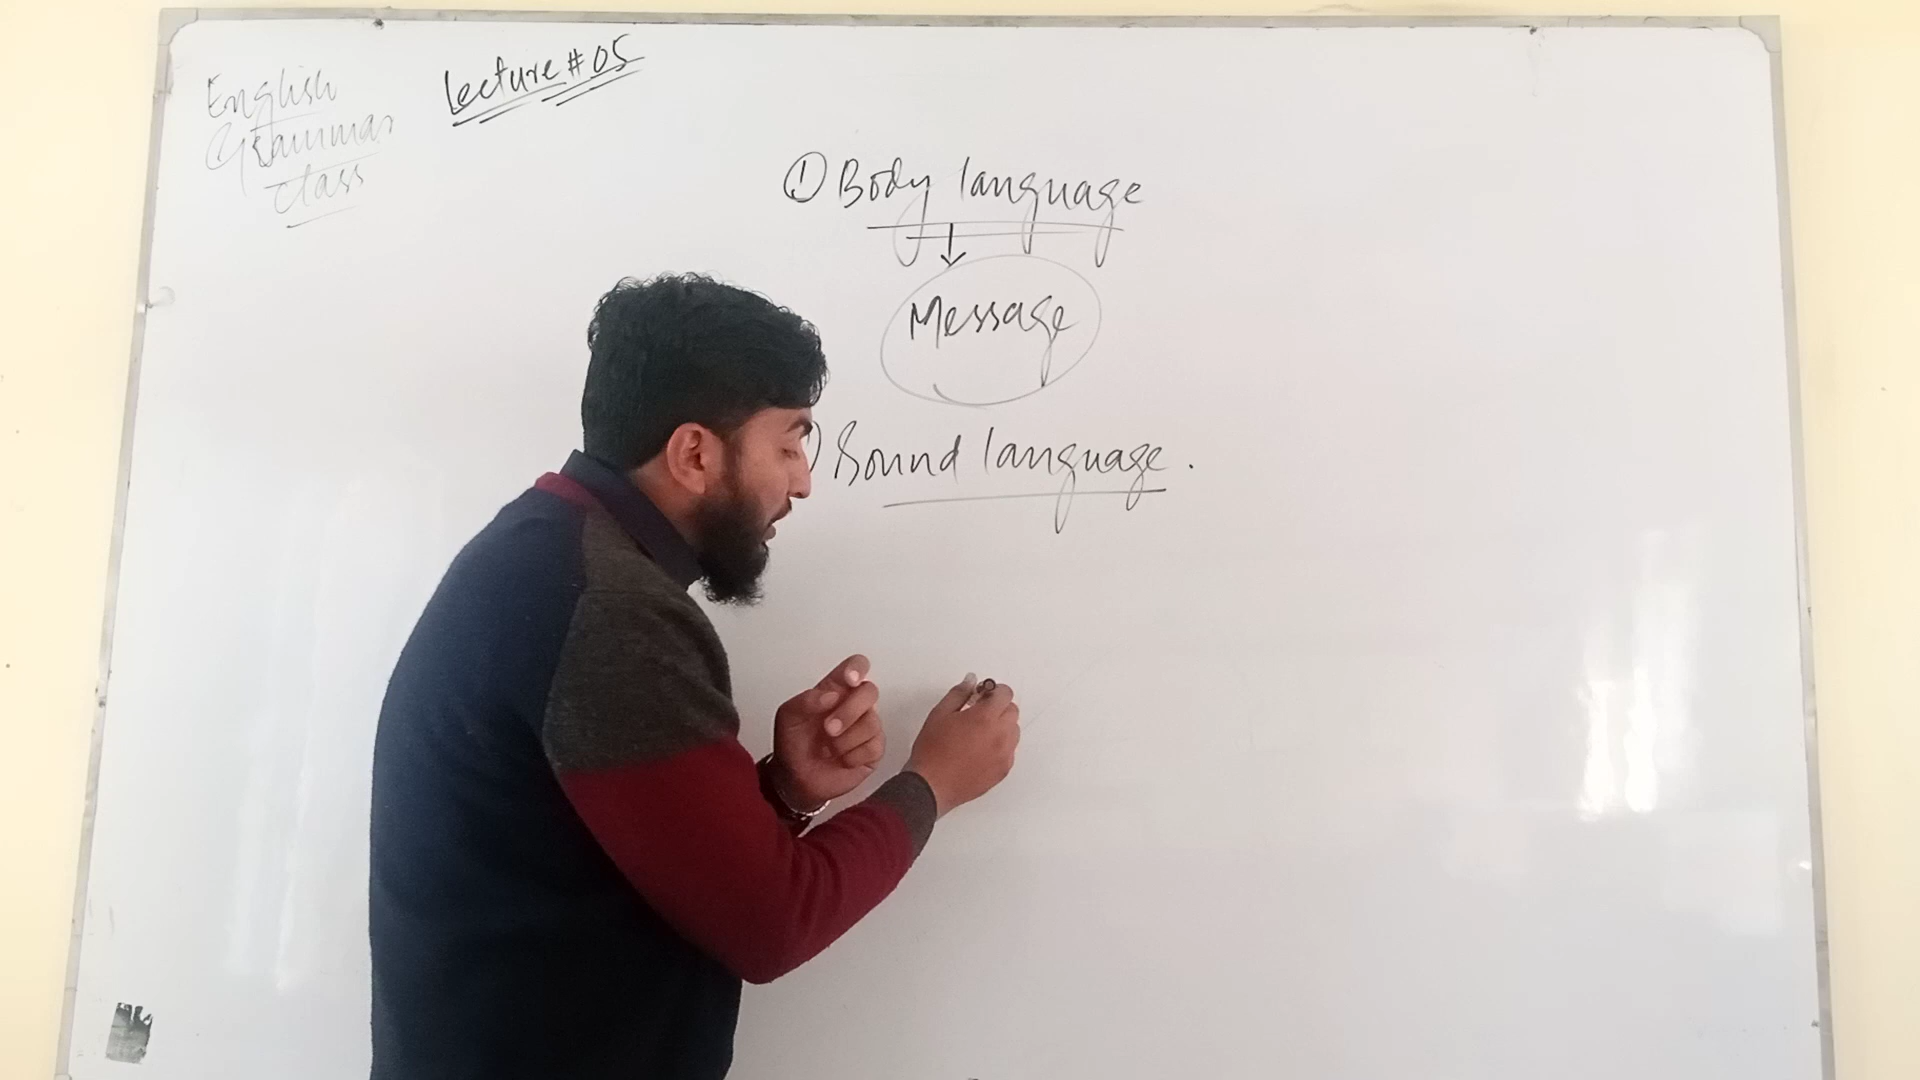 English
Grammar
class
Lecture #05
① Body language
↓
Message
) Sound language.